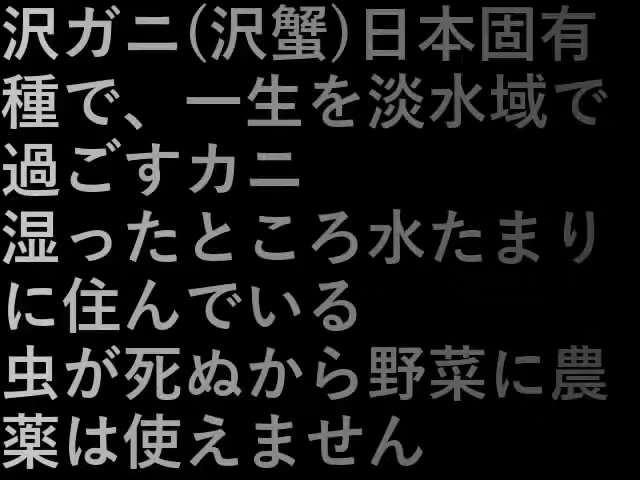 沢ガニ(沢蟹)日本固有
種で、一生を淡水域で
過ごすカニ
湿ったところ水たまり
に住んでいる
虫が死ぬから野菜に農
薬は使えません